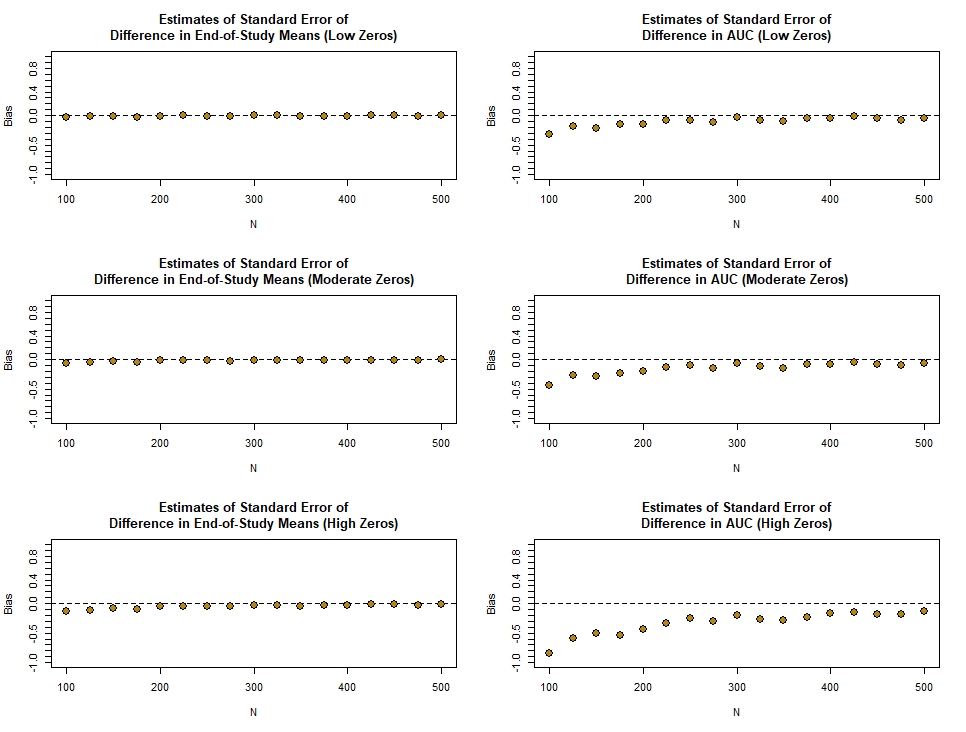 Estimates of Standard Error of
Difference in End-of-Study Means (Low Zeros)
Bias
0.8
0.4
0.0
-0.5
-1.0
100 200 300 400 500
N
Estimates of Standard Error of
Difference in AUC (Low Zeros)
Bias
0.8
0.4
0.0
-0.5
-1.0
100 200 300 400 500
N
Estimates of Standard Error of
Difference in End-of-Study Means (Moderate Zeros)
Bias
0.8
0.4
0.0
-0.5
-1.0
100 200 300 400 500
N
Estimates of Standard Error of
Difference in AUC (Moderate Zeros)
Bias
0.8
0.4
0.0
-0.5
-1.0
100 200 300 400 500
N
Estimates of Standard Error of
Difference in End-of-Study Means (High Zeros)
Bias
0.8
0.4
0.0
-0.5
-1.0
100 200 300 400 500
N
Estimates of Standard Error of
Difference in AUC (High Zeros)
Bias
0.8
0.4
0.0
-0.5
-1.0
100 200 300 400 500
N